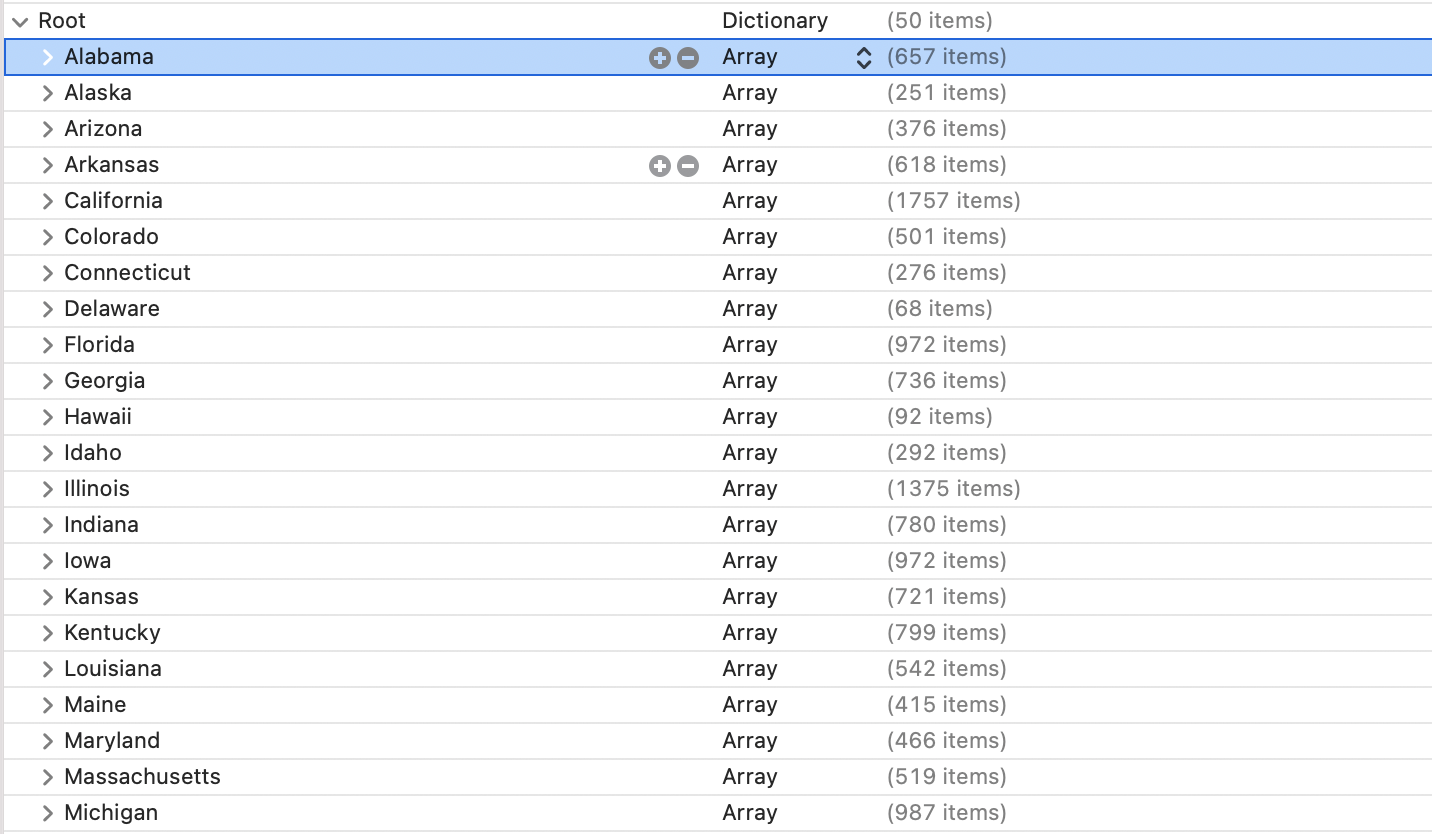 Root Dictionary (50 items)
Alabama Array (657 items)
Alaska Array (251 items)
Arizona Array (376 items)
Arkansas Array (618 items)
California Array (1757 items)
Colorado Array (501 items)
Connecticut Array (276 items)
Delaware Array (68 items)
Florida Array (972 items)
Georgia Array (736 items)
Hawaii Array (92 items)
Idaho Array (292 items)
Illinois Array (1375 items)
Indiana Array (780 items)
Iowa Array (972 items)
Kansas Array (721 items)
Kentucky Array (799 items)
Louisiana Array (542 items)
Maine Array (415 items)
Maryland Array (466 items)
Massachusetts Array (519 items)
Michigan Array (987 items)